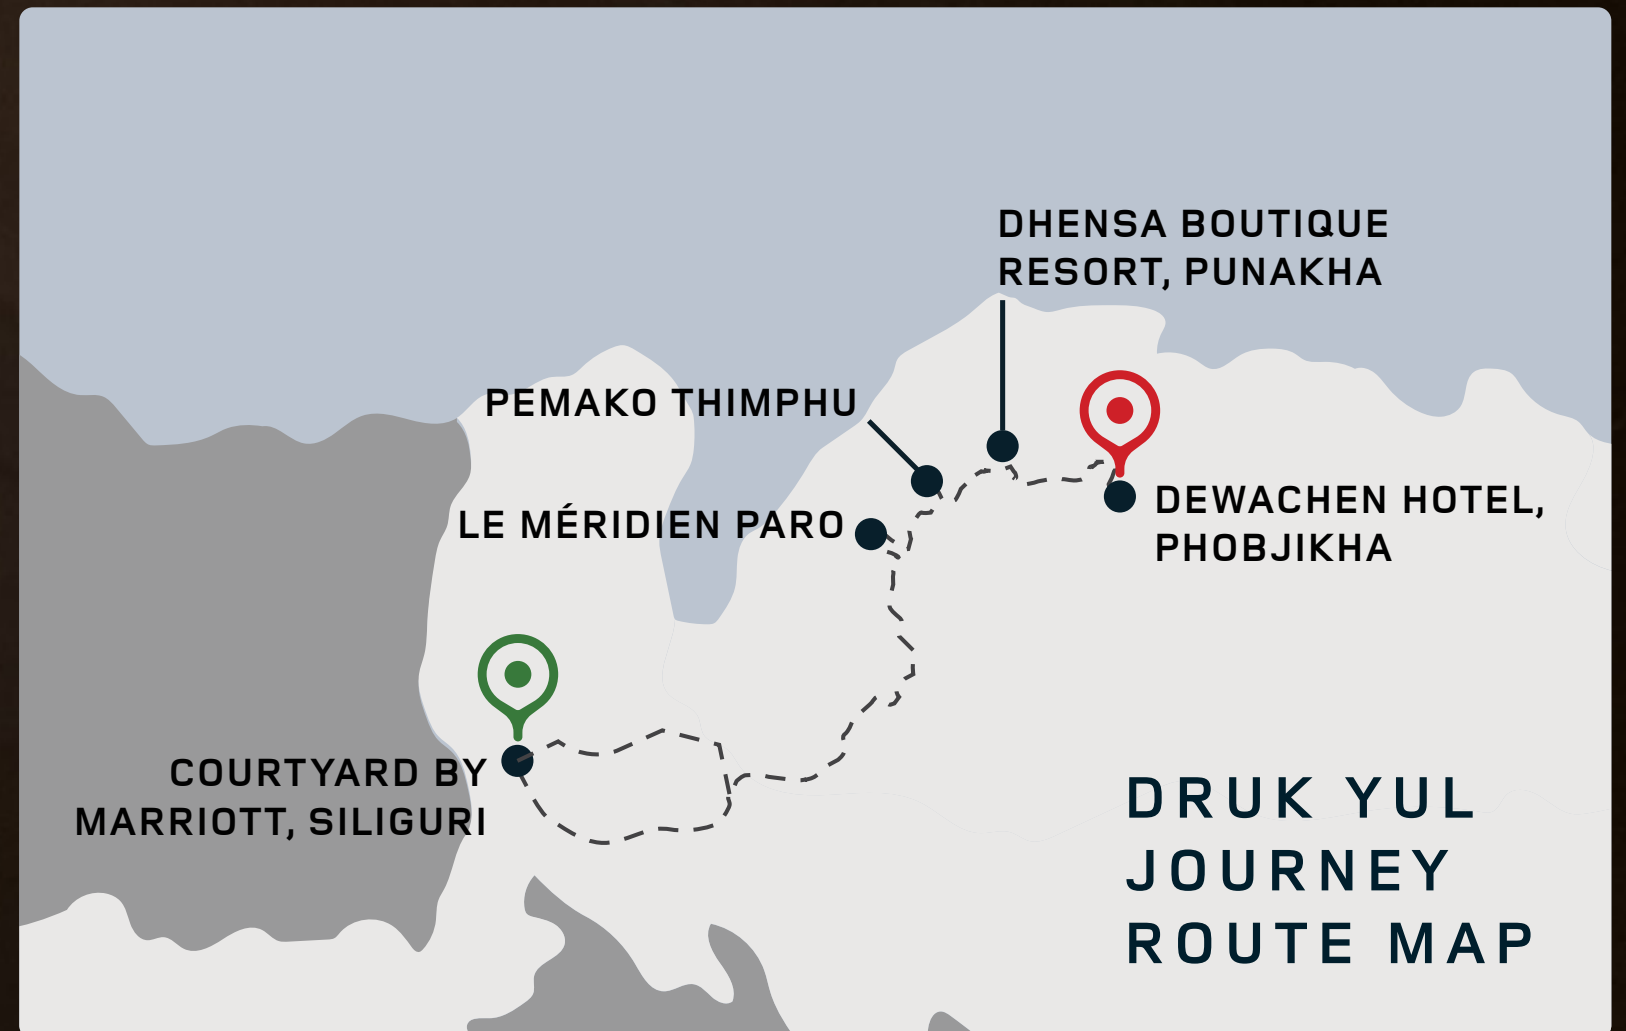 DHENSA BOUTIQUE
RESORT, PUNAKHA
PEMAKO THIMPHU
LE MÉRIDIEN PARO
DEWACHEN HOTEL,
PHOBJIKHA
COURTYARD BY
MARRIOTT, SILIGURI
DRUK YUL
JOURNEY
ROUTE MAP